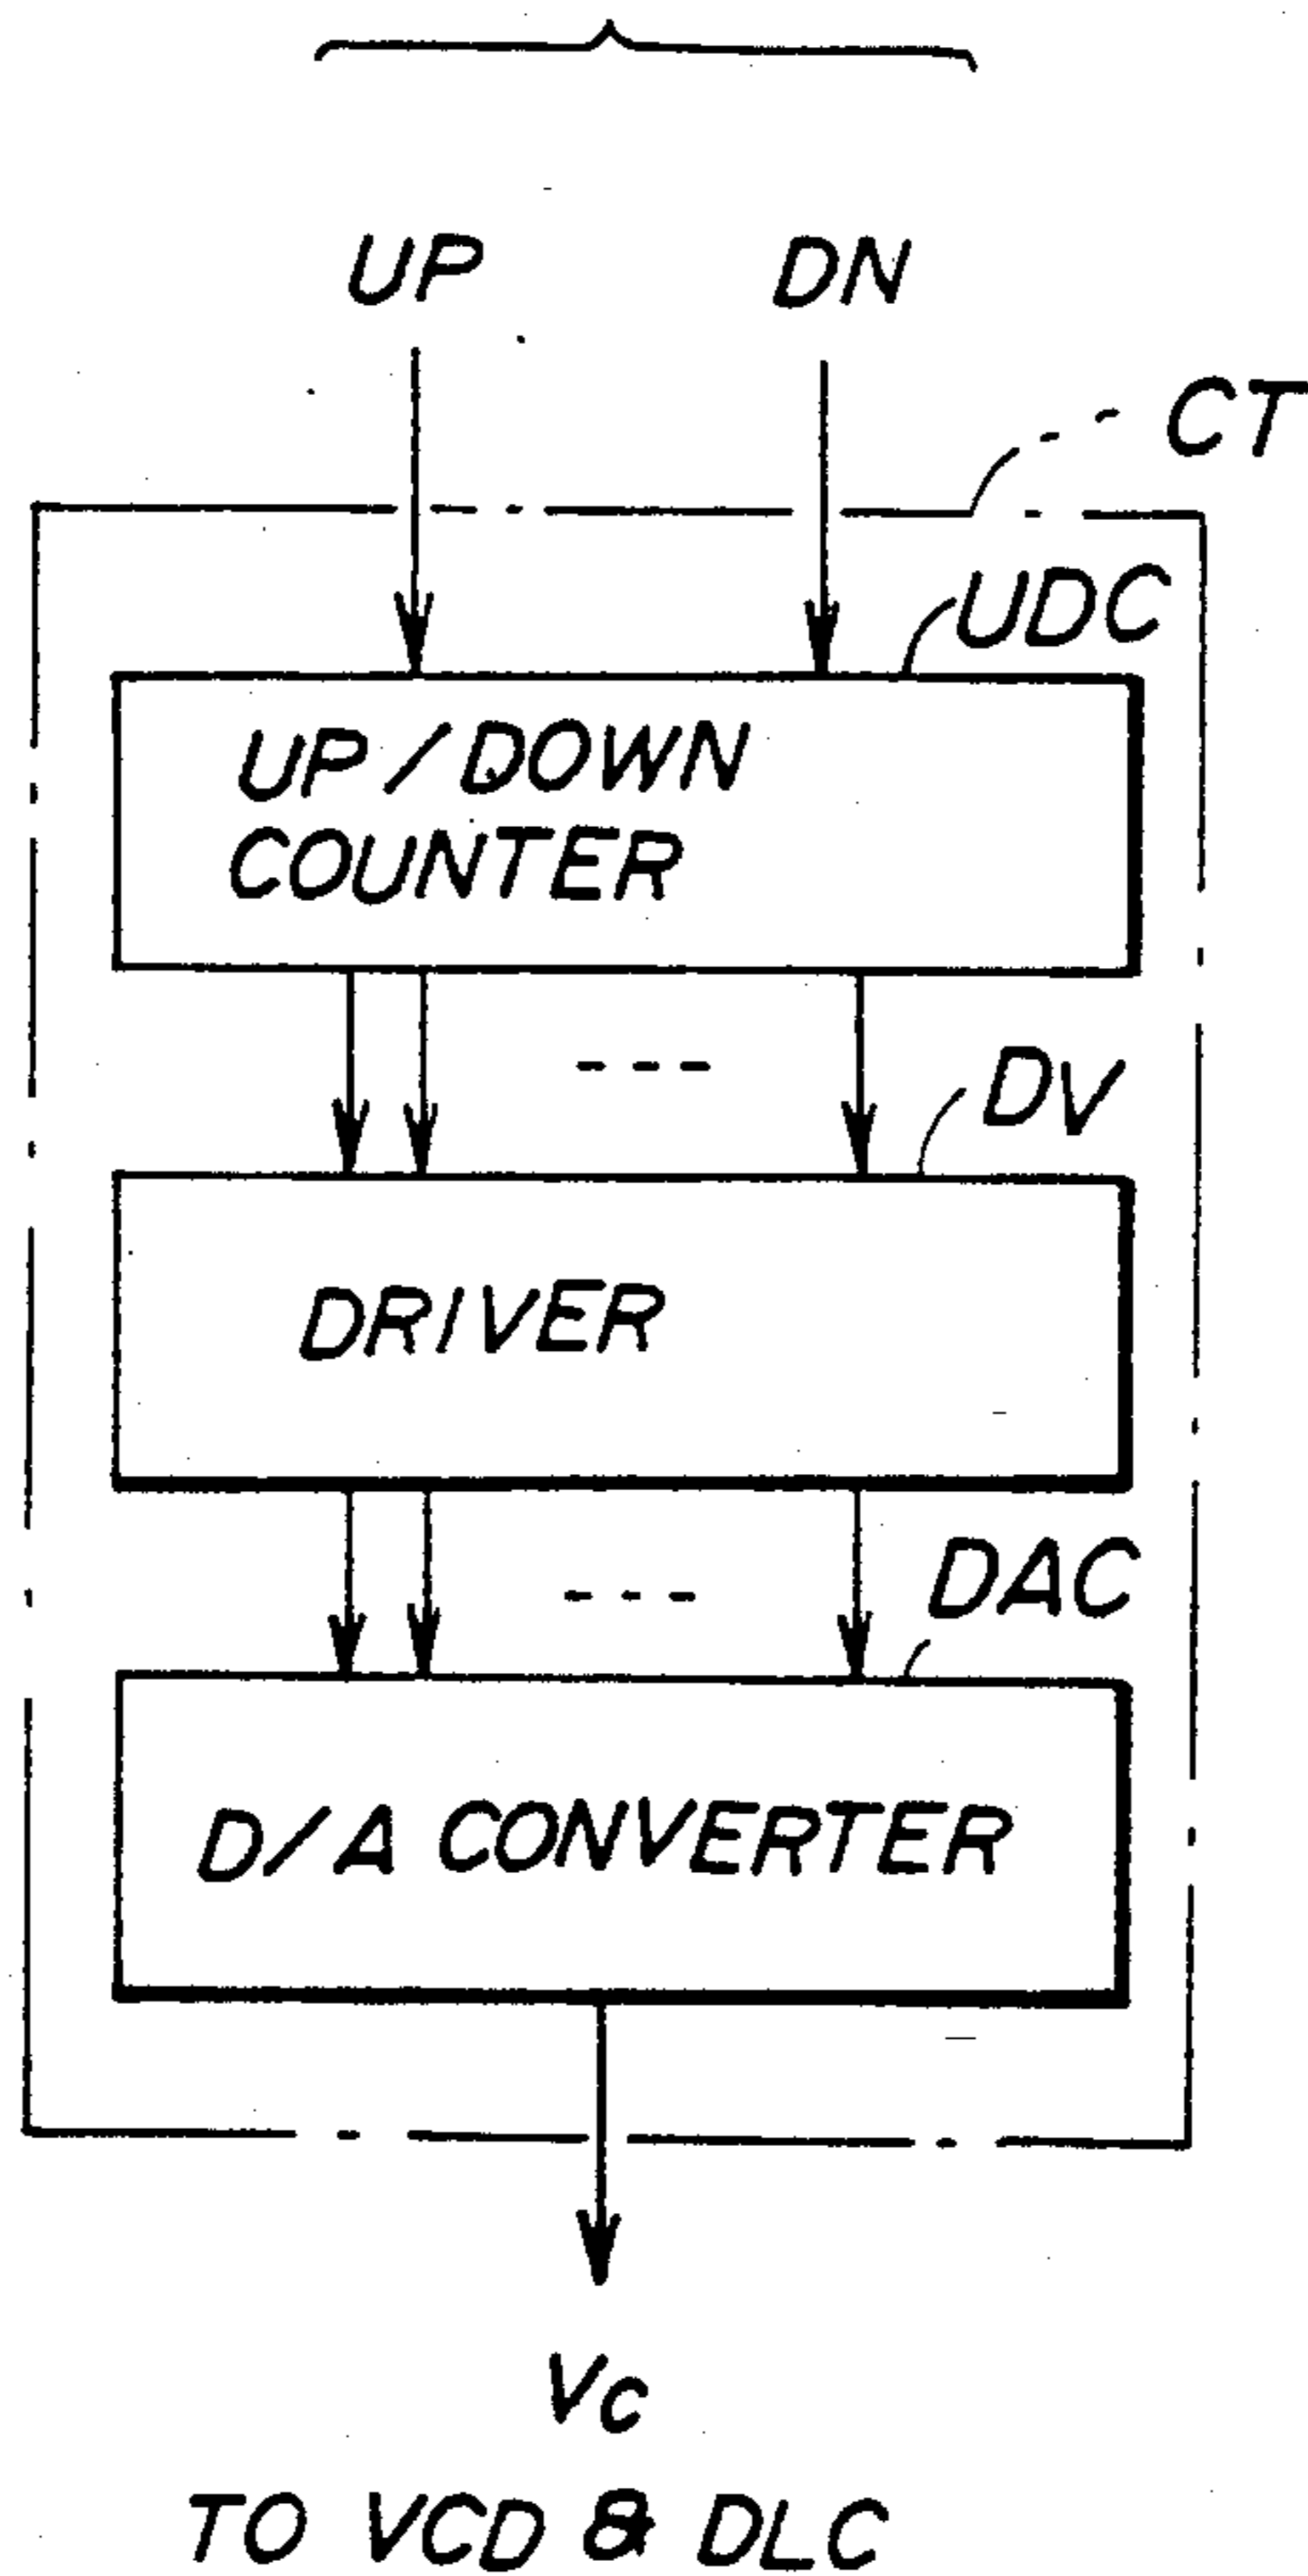 UP
DN
CT
UDC
UP/DOWN
COUNTER
DV
DRIVER
DAC
D/A CONVERTER
Vc
TO VCD & DLC